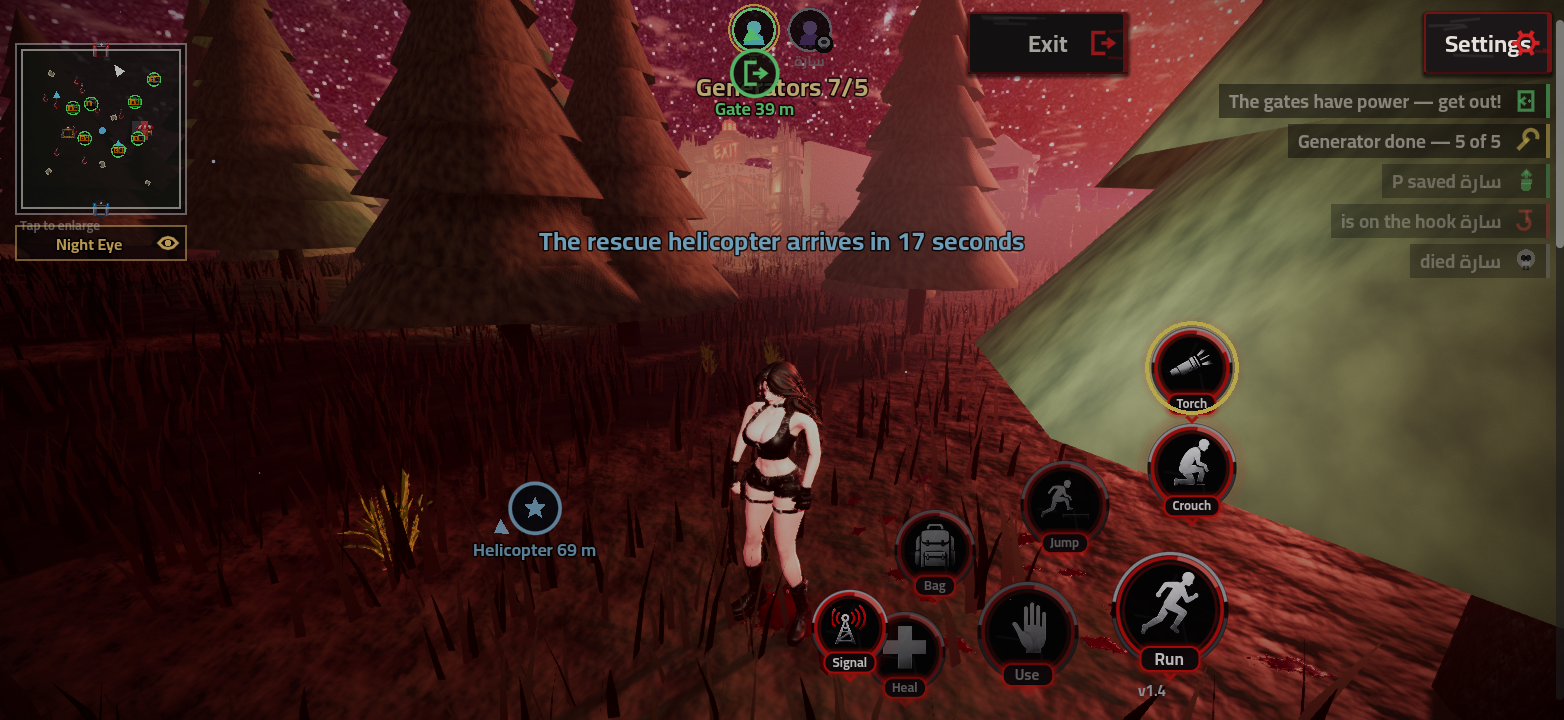 Exit
Settings
سارة
Generators 7/5
Gate 39 m
The gates have power — get out!
Generator done — 5 of 5
P saved سارة
is on the hook سارة
died سارة
EXIT
Tap to enlarge
Night Eye
The rescue helicopter arrives in 17 seconds
Torch
Crouch
Jump
Helicopter 69 m
Bag
Run
Signal
Use
Heal
v1.4